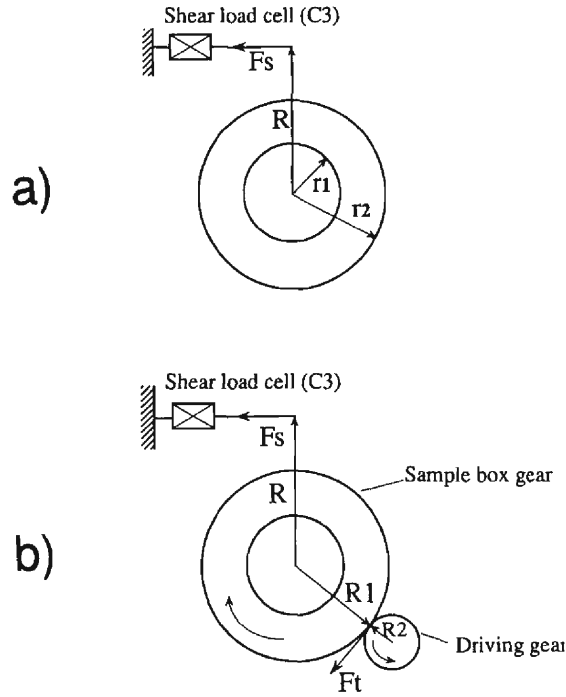 Shear load cell (C3)
Fs
R
r1
r2
a)
Shear load cell (C3)
Fs
Sample box gear
R
b)
R1
R2
Driving gear
Ft